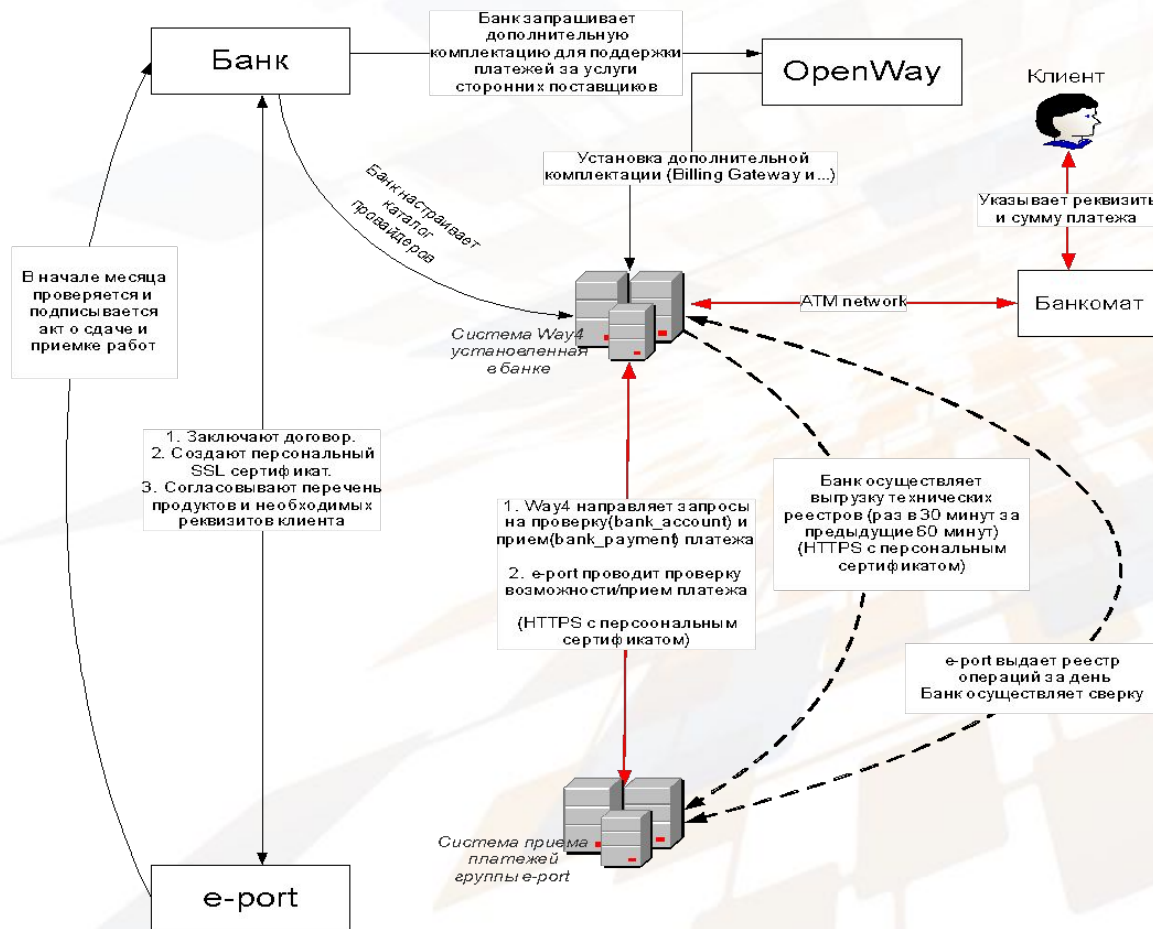 Банк
Банк запрашивает
дополнительную
комплектацию для поддержки
платежей за услуги
сторонних поставщиков
OpenWay
Клиент
Установка дополнительной
комплектации (Billing Gateway и...)
Банк настраивает
каталог
провайдеров
Указывает реквизиты
и сумму платежа
В начале месяца
проверяется и
подписывается
акт о сдаче и
приемке работ
ATM network
Банкомат
Система Way4
установленная
в банке
1. Заключают договор.
2. Создают персональный
SSL сертификат.
3. Согласовывают перечень
продуктов и необходимых
реквизитов клиента
1. Way4 направляет запросы
на проверку(bank_account) и
прием(bank_payment) платежа
2. e-port проводит проверку
возможности/прием платежа
(HTTPS с персоональным
сертификатом)
Банк осуществляет
выгрузку технических
реестров (раз в 30 минут за
предыдущие 60 минут)
(HTTPS с персональным
сертификатом)
e-port выдает реестр
операций за день
Банк осуществляет сверку
Система приема
платежей
группы e-port
e-port